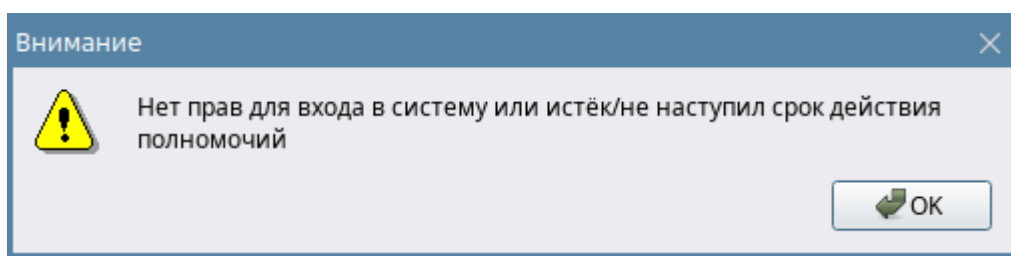 Внимание
Нет прав для входа в систему или истёк/не наступил срок действия
полномочий
OK